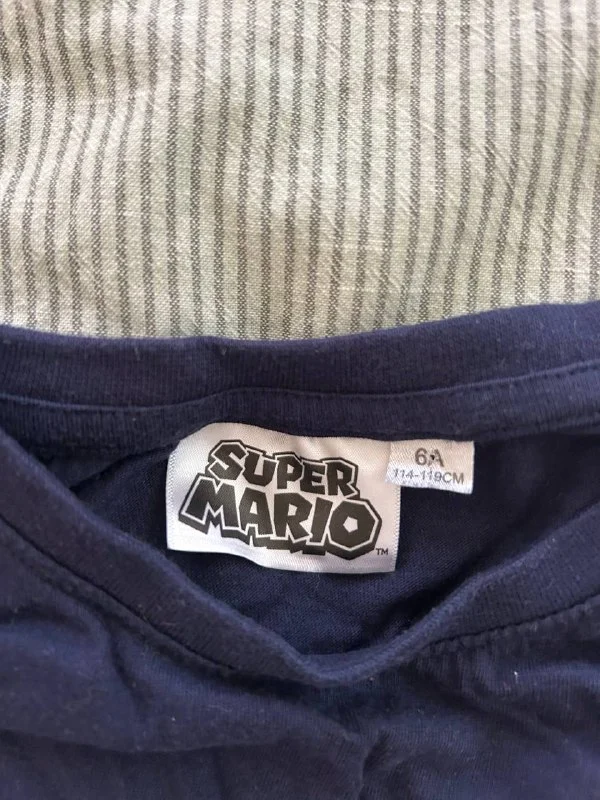 SUPER
MARIO
TM
6A
114-119CM